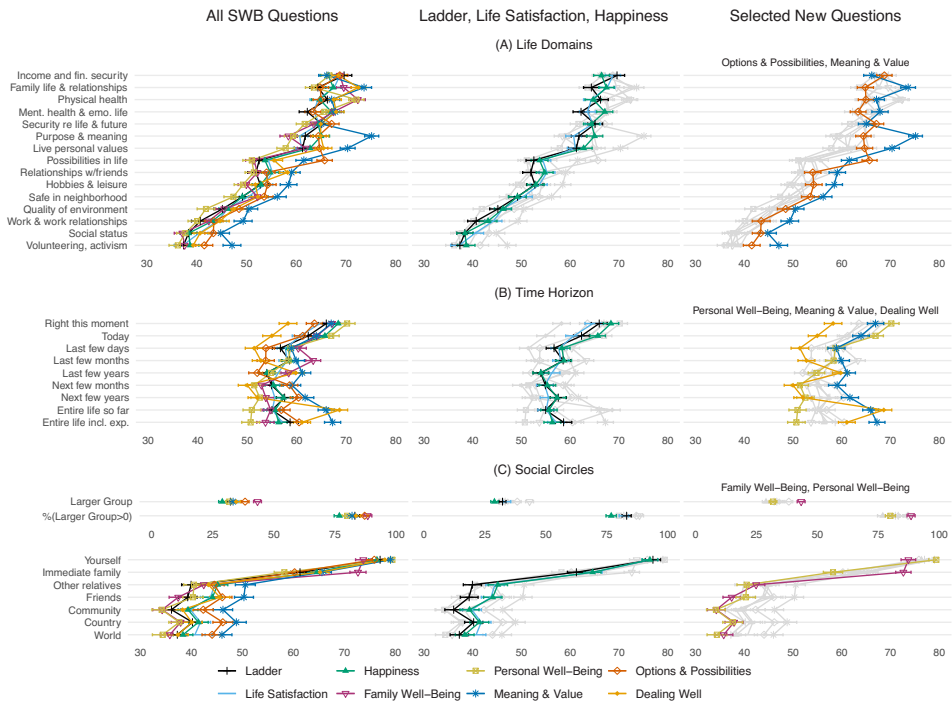 All SWB Questions
Ladder, Life Satisfaction, Happiness
Selected New Questions
(A) Life Domains
Options & Possibilities, Meaning & Value
Income and fin. security
Family life & relationships
Physical health
Ment. health & emo. life
Security re life & future
Purpose & meaning
Live personal values
Possibilities in life
Relationships w/friends
Hobbies & leisure
Safe in neighborhood
Quality of environment
Work & work relationships
Social status
Volunteering, activism
30 40 50 60 70 80 30 40 50 60 70 80 30 40 50 60 70 80
(B) Time Horizon
Personal Well–Being, Meaning & Value, Dealing Well
Right this moment
Today
Last few days
Last few months
Last few years
Next few months
Next few years
Entire life so far
Entire life incl. exp.
30 40 50 60 70 80 30 40 50 60 70 80 30 40 50 60 70 80
(C) Social Circles
Family Well–Being, Personal Well–Being
Larger Group
%(Larger Group>0)
0 25 50 75 100 0 25 50 75 100 0 25 50 75 100
Yourself
Immediate family
Other relatives
Friends
Community
Country
World
30 40 50 60 70 80 30 40 50 60 70 80 30 40 50 60 70 80
Ladder Happiness Personal Well–Being Options & Possibilities
Life Satisfaction Family Well–Being Meaning & Value Dealing Well